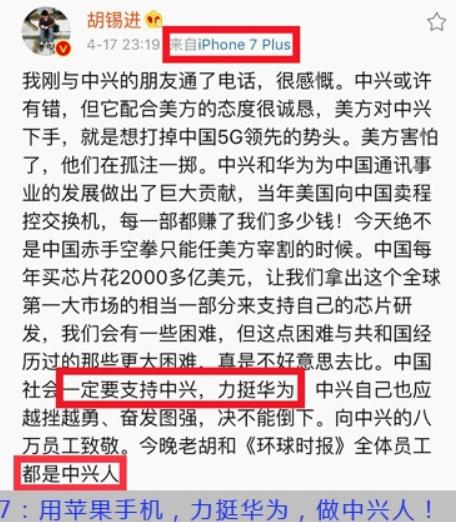 胡锡进
4-17 23:19 来自iPhone 7 Plus
我刚与中兴的朋友通了电话，很感慨。中兴或许
有错，但它配合美方的态度很诚恳，美方对中兴
下手，就是想打掉中国5G领先的势头。美方害怕
了，他们在孤注一掷。中兴和华为为中国通讯事
业的发展做出了巨大贡献，当年美国向中国卖程
控交换机，每一部都赚了我们多少钱！今天绝不
是中国赤手空拳只能任美方宰割的时候。中国每
年买芯片花2000多亿美元，让我们拿出这个全球
第一大市场的相当一部分来支持自己的芯片研
发，我们会有一些困难，但这点困难与共和国经
历过的那些更大困难，真是不好意思去比。中国
社会一定要支持中兴，力挺华为，中兴自己也应
越挫越勇、奋发图强，决不能倒下。向中兴的八
万员工致敬。今晚老胡和《环球时报》全体员工
都是中兴人
7：用苹果手机，力挺华为，做中兴人！